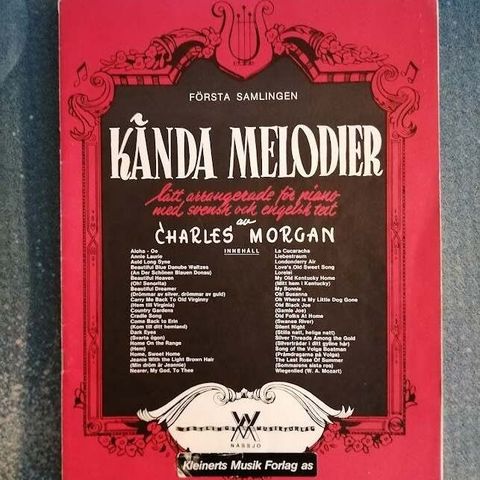 FÖRSTA SAMLINGEN
KÄNDA MELODIER
lätt arrangerade för piano
med svensk och engelsk text
av
CHARLES MORGAN
INNEHÅLL
Aloha - Oe
Annie Laurie
Auld Long Syne
Beautiful Blue Danube Waltzes
(An Der Schönen Blauen Donau)
Beautiful Heaven
(Oh! Senorita)
Beautiful Dreamer
(Drömmar av silver, drömmar av guld)
Carry Me Back To Old Virginny
(Hem till Virginia)
Country Gardens
Cradle Song
Come Back to Erin
(Kom till ditt hemland)
Dark Eyes
(Svarta ögon)
Home On the Range
(Hem)
Home, Sweet Home
Jeanie With the Light Brown Hair
(Min dröm är Jeannie)
Nearer, My God, To Thee
La Cucaracha
Liebestraum
Londonderry Air
Love's Old Sweet Song
Lorelei
My Old Kentucky Home
(Mitt hem i Kentucky)
My Bonnie
Oh! Susanna
Oh Where is My Little Dog Gone
Old Black Joe
(Gamle Joe)
Old Folks At Home
(Swanee River)
Silent Night
(Stilla natt, heliga natt)
Silver Threads Among the Gold
(Silvertrådar i ditt gyllne hår)
Song of the Volga Boatman
(Pråmdragarna på Volga)
The Last Rose Of Summer
(Sommarens sista ros)
Wiegenlied (W. A. Mozart)
WESTLINGS MUSIKFÖRLAG
NÄSSJÖ
Kleinerts Musik Forlag as